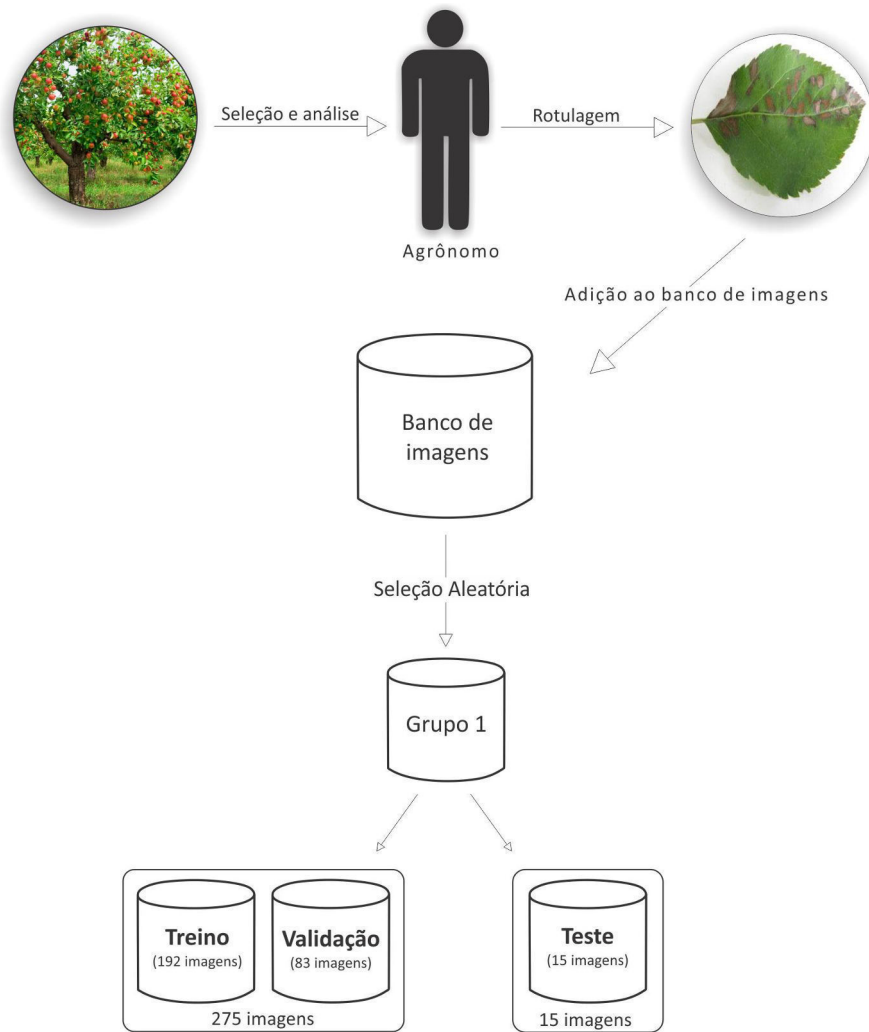 Seleção e análise
Rotulagem
Agrônomo
Adição ao banco de imagens
Banco de
imagens
Seleção Aleatória
Grupo 1
Treino
(192 imagens)
Validação
(83 imagens)
275 imagens
Teste
(15 imagens)
15 imagens